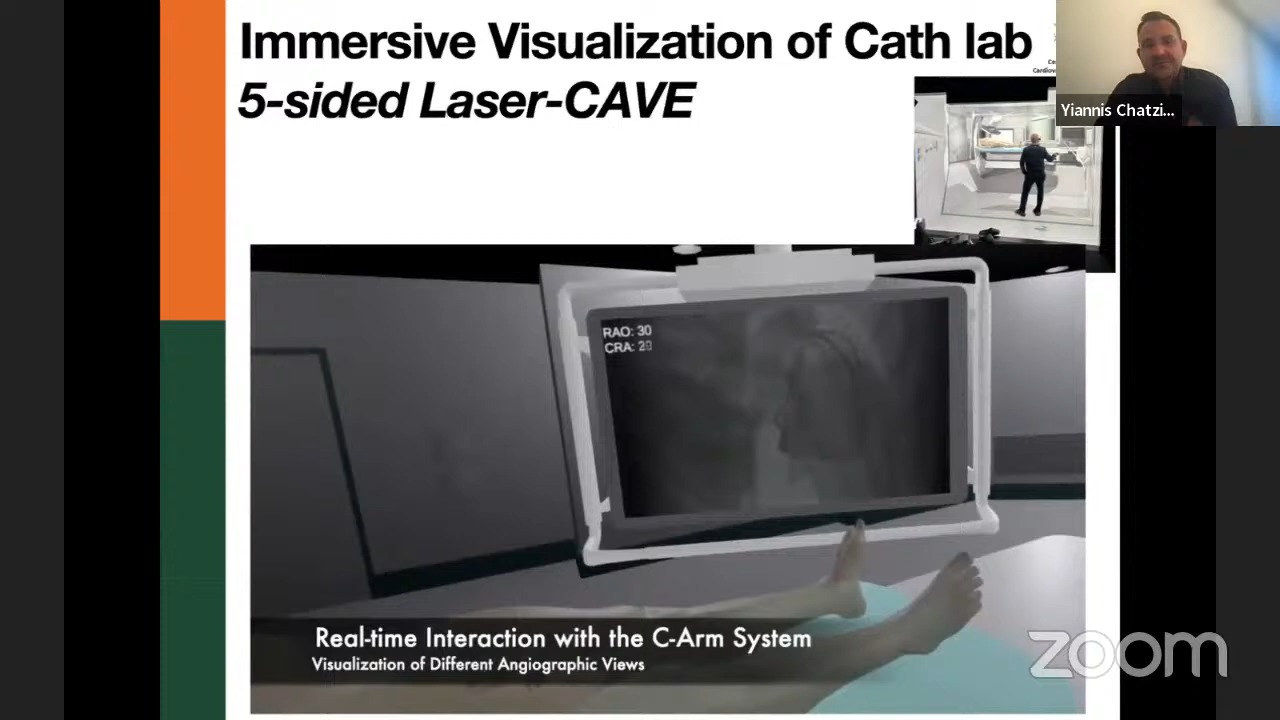 Immersive Visualization of Cath lab
5-sided Laser-CAVE
Yiannis Chatzi...
RAO: 30
CRA: 20
Real-time Interaction with the C-Arm System
Visualization of Different Angiographic Views
zoom